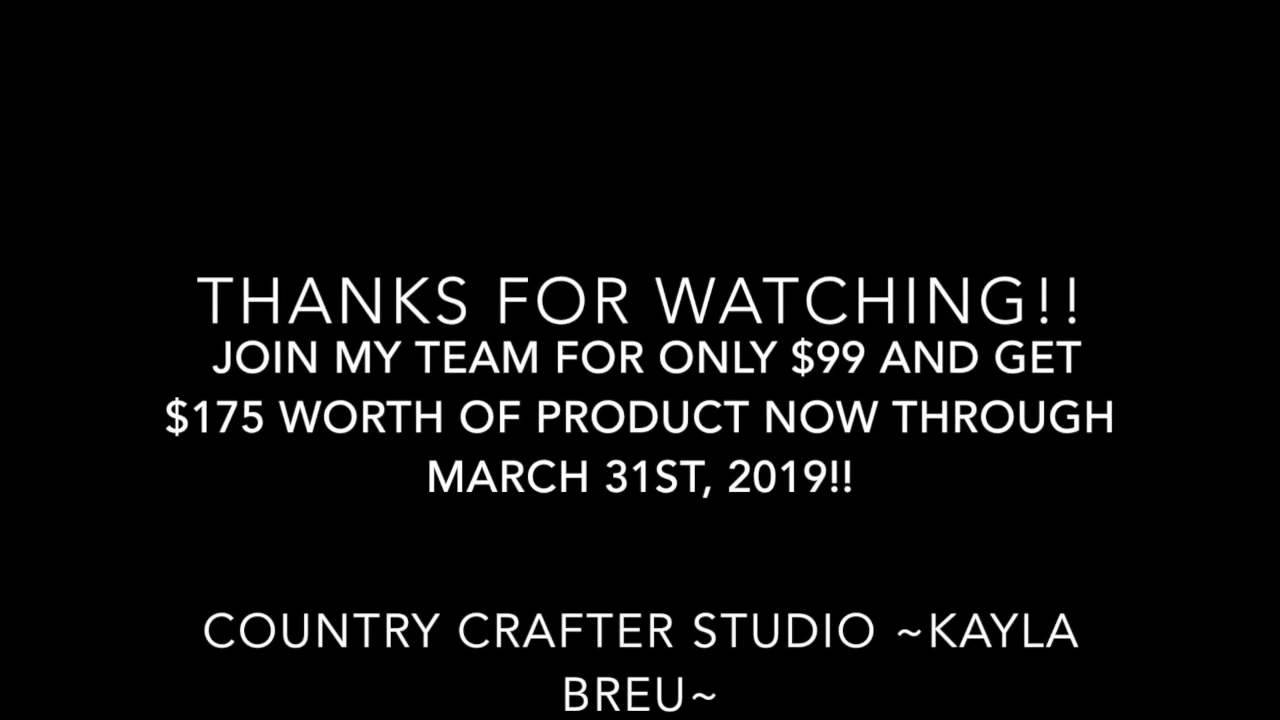 THANKS FOR WATCHING!!
JOIN MY TEAM FOR ONLY $99 AND GET
$175 WORTH OF PRODUCT NOW THROUGH
MARCH 31ST, 2019!!
COUNTRY CRAFTER STUDIO ~KAYLA
BREU~